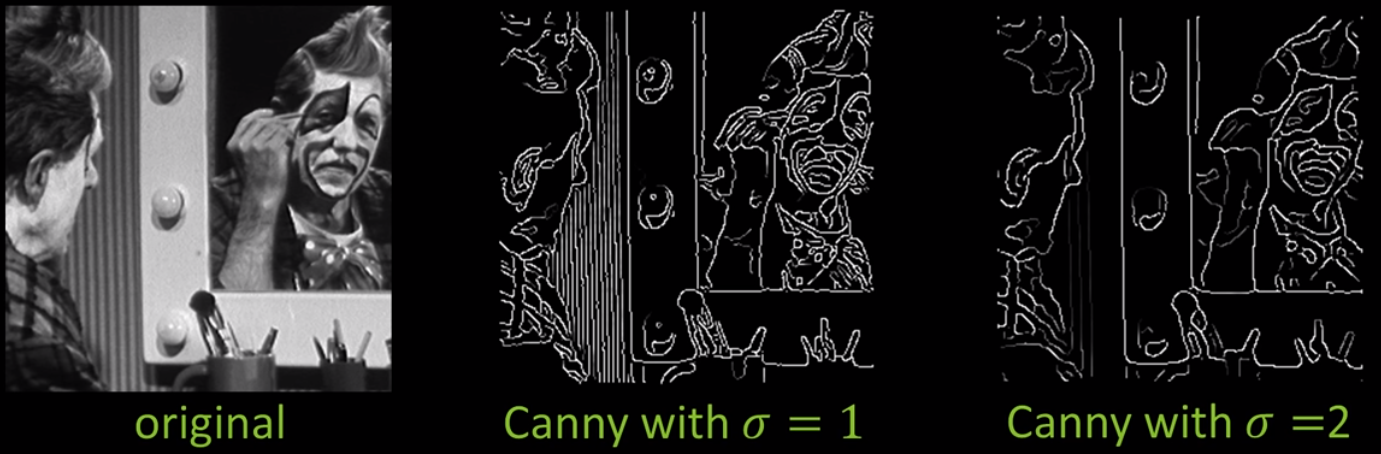 original
Canny with σ = 1
Canny with σ =2